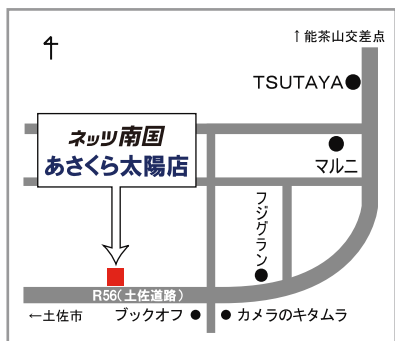 ↑能茶山交差点
TSUTAYA
ネッツ南国
あさくら太陽店
マルニ
フジグラン
R56(土佐道路)
←土佐市
ブックオフ
カメラのキタムラ